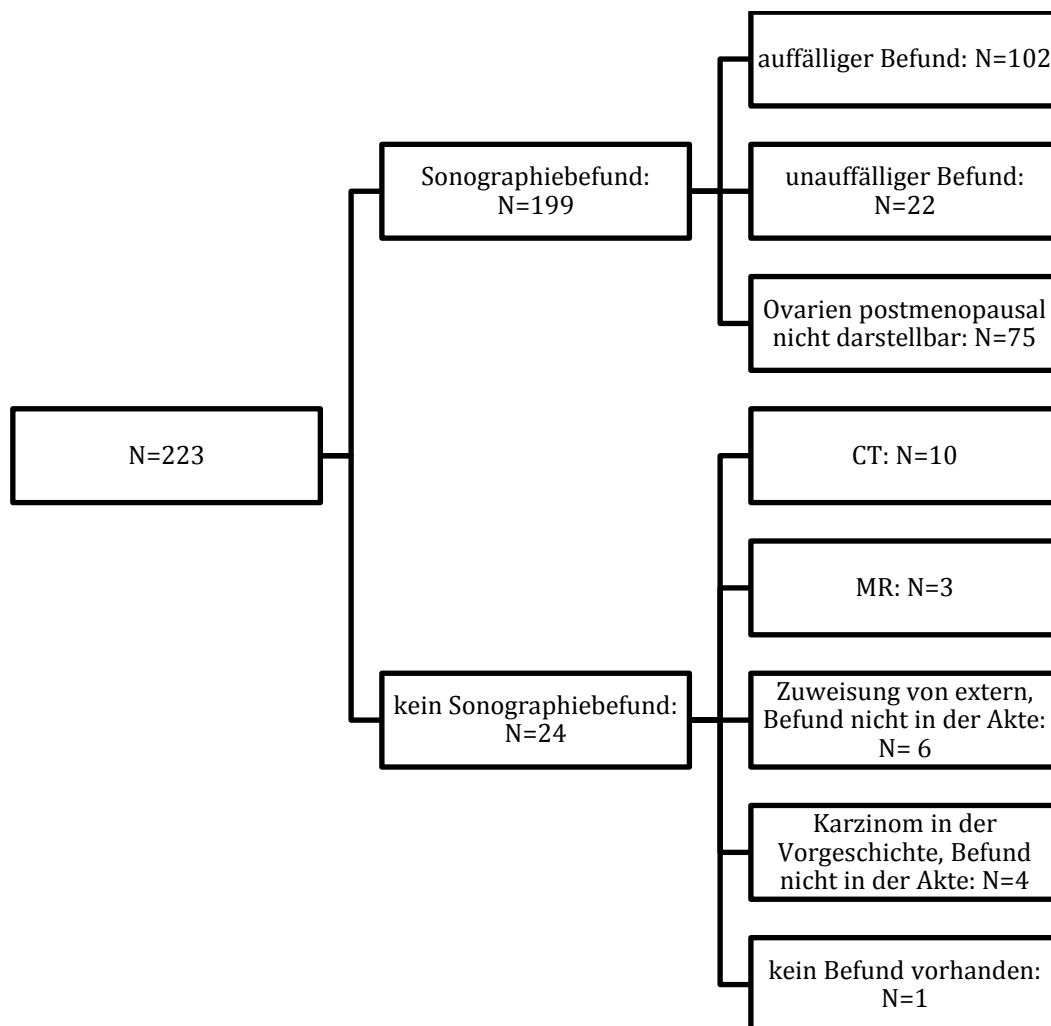 N=223
Sonographiebefund:
N=199
auffälliger Befund: N=102
unauffälliger Befund:
N=22
Ovarien postmenopausal
nicht darstellbar: N=75
kein Sonographiebefund:
N=24
CT: N=10
MR: N=3
Zuweisung von extern,
Befund nicht in der Akte:
N= 6
Karzinom in der
Vorgeschichte, Befund
nicht in der Akte: N=4
kein Befund vorhanden:
N=1